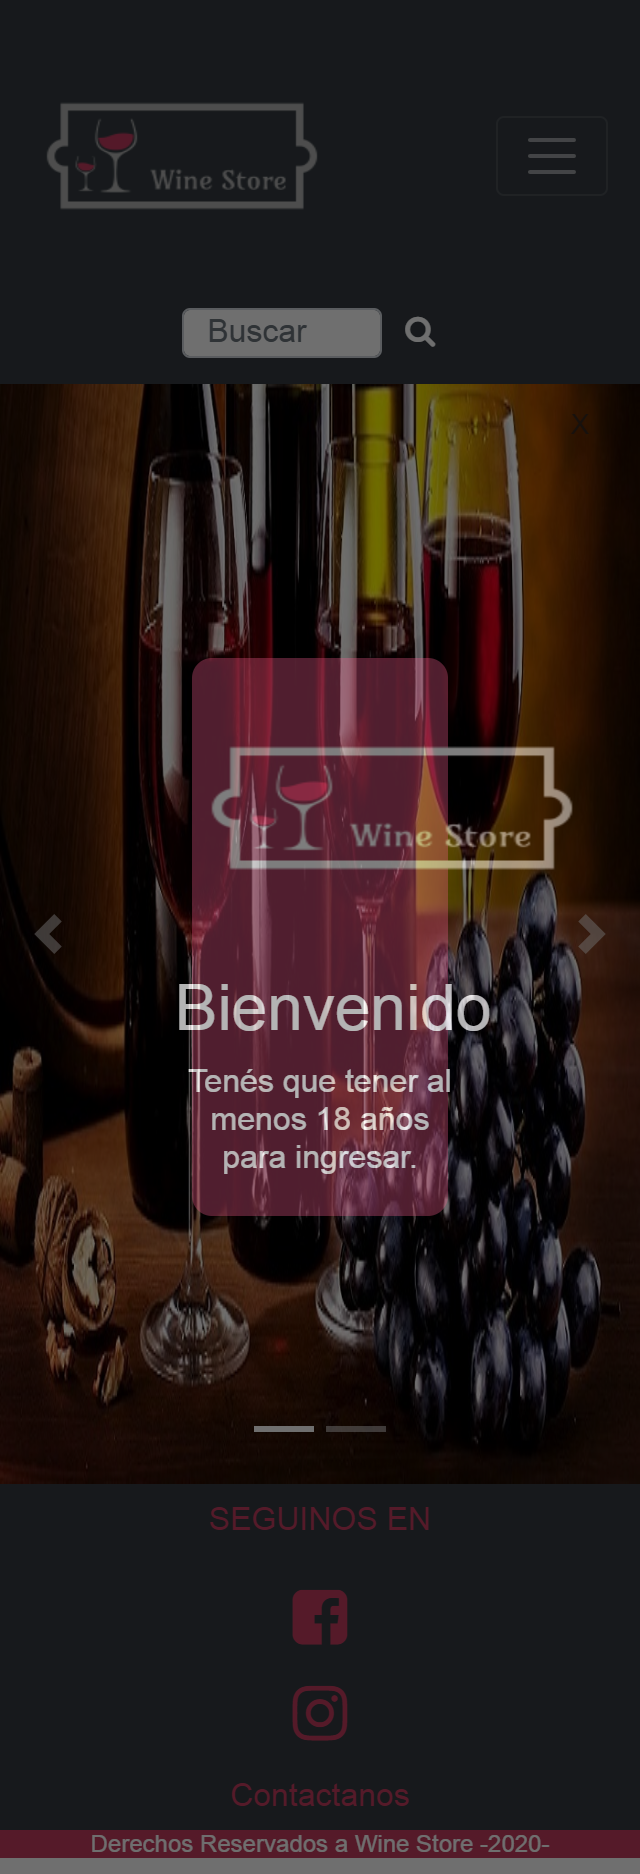 Wine Store
Buscar
X
Wine Store
Bienvenido
Tenés que tener al
menos 18 años
para ingresar.
SEGUINOS EN
Contactanos
Derechos Reservados a Wine Store -2020-